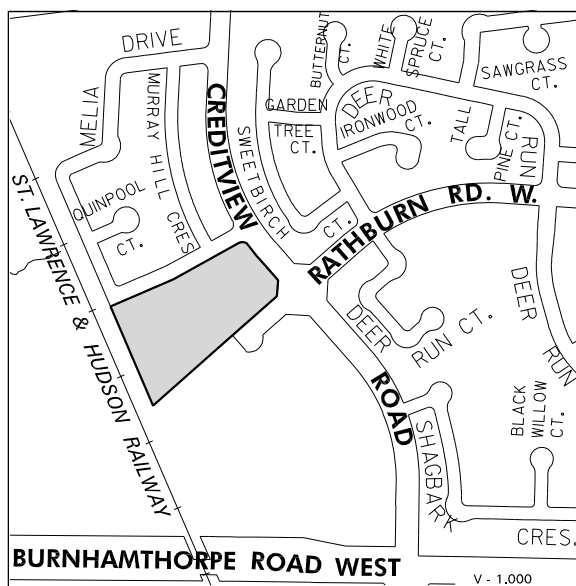 DRIVE
MELIA
MURRAY HILL CRES
QUINPOOL
CT.
CREDITVIEW
SWEETBIRCH
CT.
BUTTERNUT
CT.
WHITE
SPRUCE
CT.
SAWGRASS
CT.
GARDEN
TREE
CT.
DEER
RUN
IRONWOOD
CT.
TALL
PINE CT.
RATHBURN RD. W.
ST. LAWRENCE & HUDSON RAILWAY
DEER
RUN CT.
DEER
RUN
ROAD
SHAGBARK
CRES.
BLACK
WILLOW
CT.
BURNHAMTHORPE ROAD WEST
V - 1.000